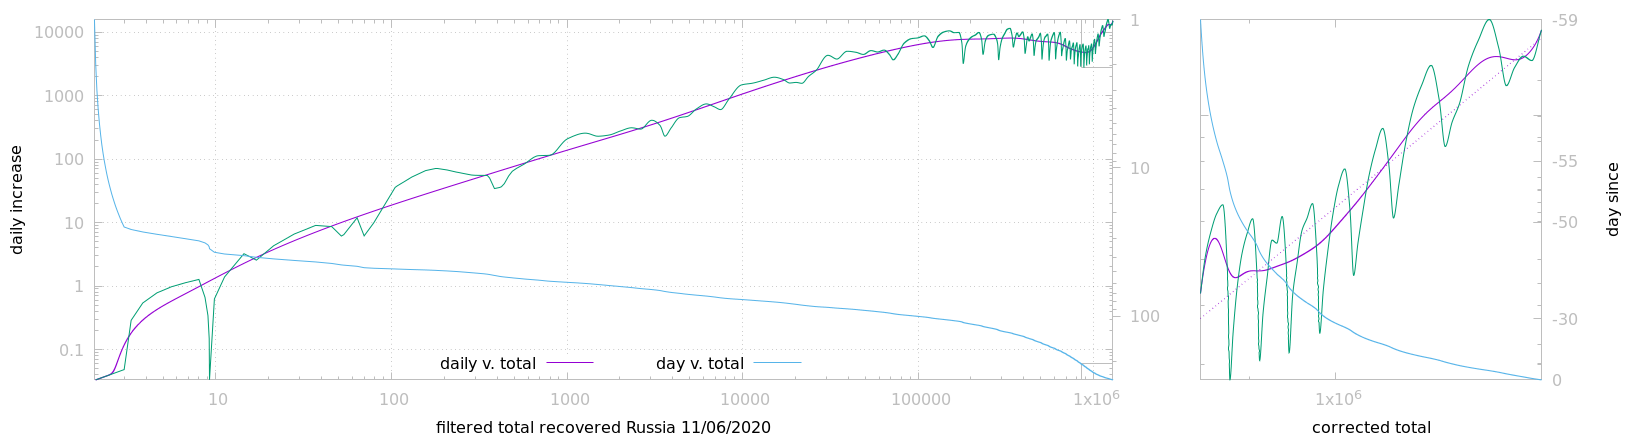 10000
1000
100
10
1
0.1
daily increase
1
10
100
daily v. total
day v. total
10
100
1000
10000
100000
1x10^6
filtered total recovered Russia 11/06/2020
-59
-55
-50
-30
0
day since
1x10^6
corrected total